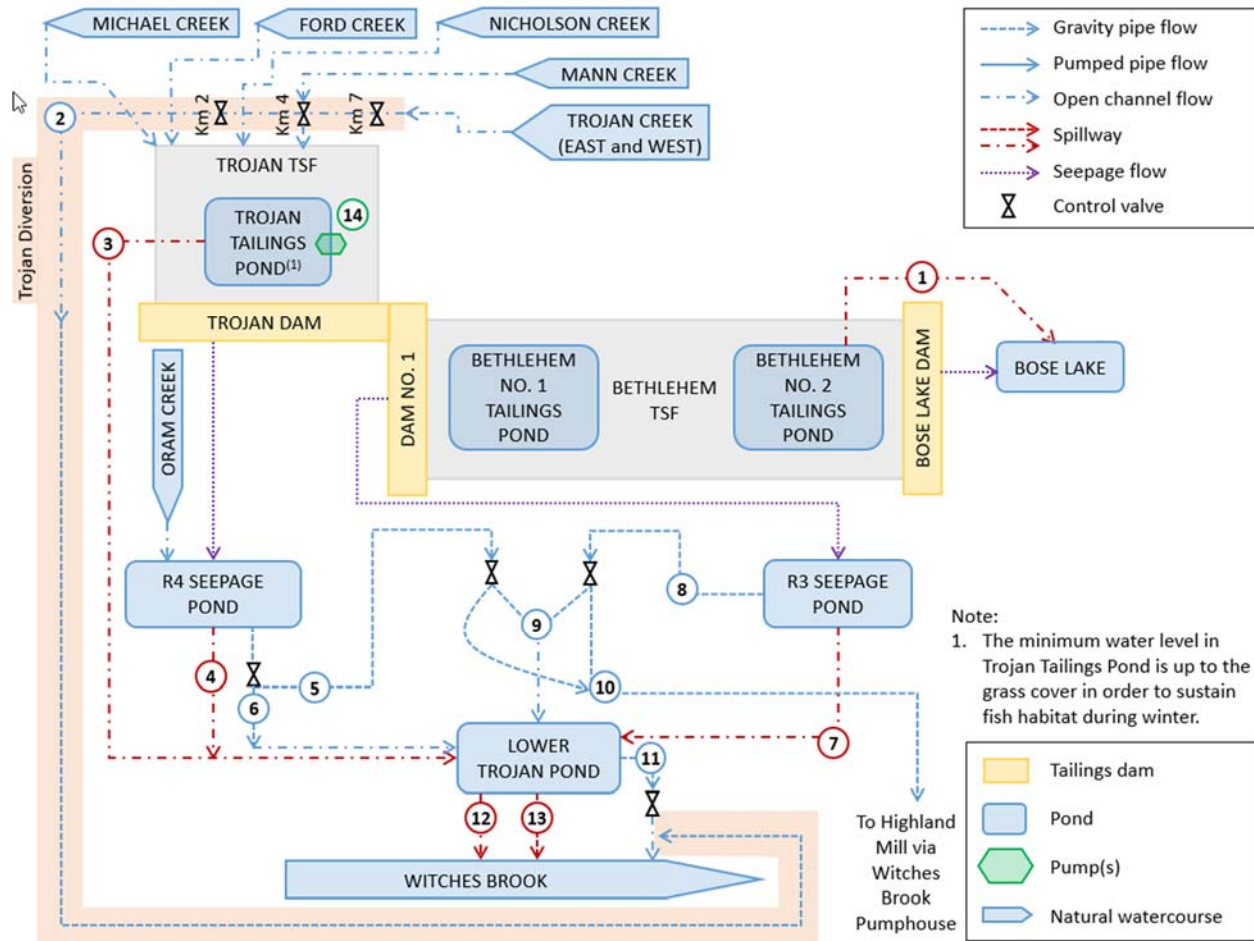 MICHAEL CREEK
FORD CREEK
NICHOLSON CREEK
MANN CREEK
TROJAN CREEK
(EAST and WEST)
2
Km 2
Km 4
Km 7
Trojan Diversion
TROJAN TSF
TROJAN
TAILINGS
POND(1)
14
3
TROJAN DAM
DAM NO. 1
BETHLEHEM
NO. 1
TAILINGS
POND
BETHLEHEM
TSF
BETHLEHEM
NO. 2
TAILINGS
POND
BOSE LAKE DAM
1
BOSE LAKE
ORAM CREEK
R4 SEEPAGE
POND
R3 SEEPAGE
POND
4
5
6
8
9
10
7
LOWER
TROJAN POND
11
12
13
WITCHES BROOK
To Highland
Mill via
Witches
Brook
Pumphouse
Gravity pipe flow
Pumped pipe flow
Open channel flow
Spillway
Seepage flow
Control valve
Note:
1. The minimum water level in
Trojan Tailings Pond is up to the
grass cover in order to sustain
fish habitat during winter.
Tailings dam
Pond
Pump(s)
Natural watercourse